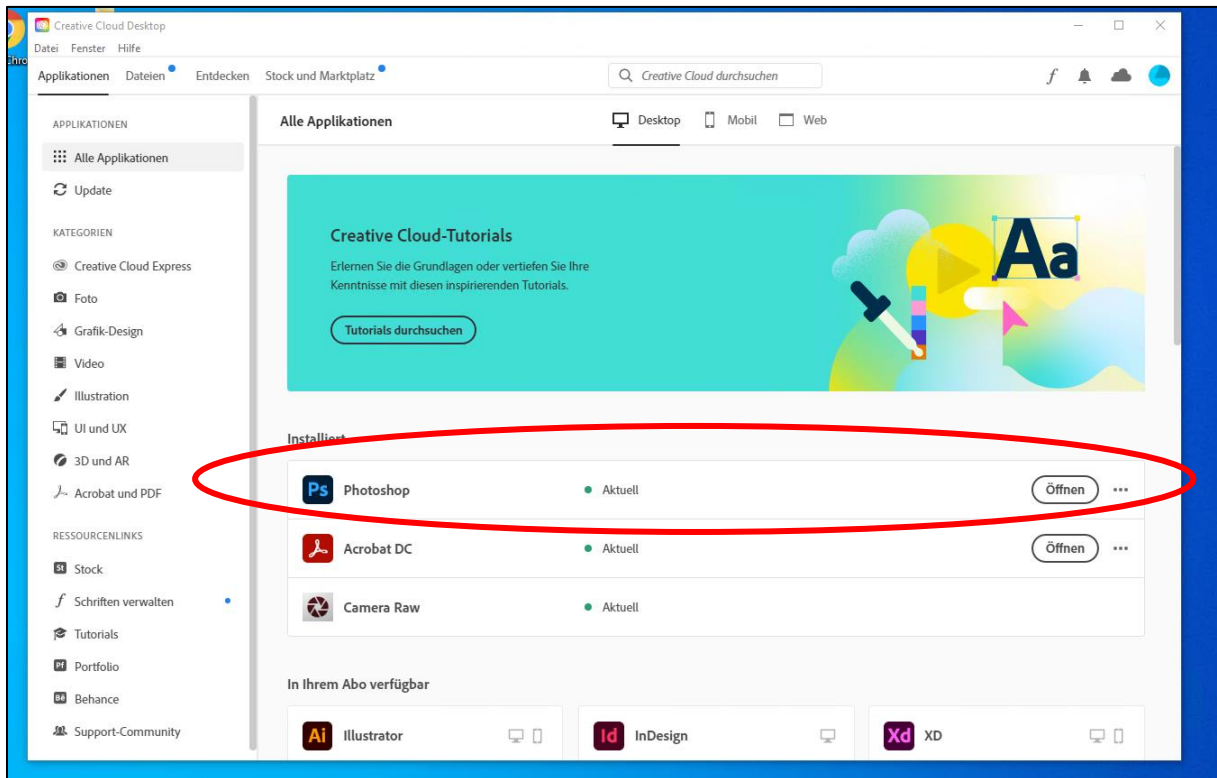 Creative Cloud Desktop
Datei Fenster Hilfe
Applikationen Dateien Entdecken Stock und Marktplatz Creative Cloud durchsuchen
APPLIKATIONEN
Alle Applikationen
Update
KATEGORIEN
Creative Cloud Express
Foto
Grafik-Design
Video
Illustration
UI und UX
3D und AR
Acrobat und PDF
RESSOURCENLINKS
St Stock
Schriften verwalten
Tutorials
Pf Portfolio
Bē Behance
Support-Community
Alle Applikationen Desktop Mobil Web
Creative Cloud-Tutorials
Erlernen Sie die Grundlagen oder vertiefen Sie Ihre
Kenntnisse mit diesen inspirierenden Tutorials.
Tutorials durchsuchen
Aa
Installiert
Ps Photoshop Aktuell Öffnen
Acrobat DC Aktuell Öffnen
Camera Raw Aktuell
In Ihrem Abo verfügbar
Ai Illustrator Id InDesign Xd XD